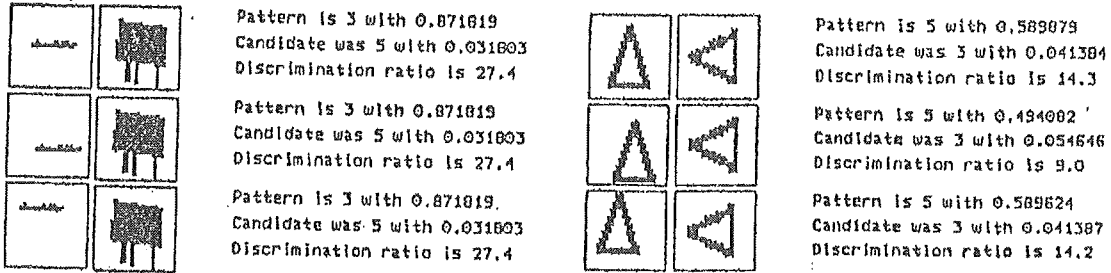 Pattern is 3 with 0.871819
Candidate was 5 with 0.031803
Discrimination ratio is 27.4
Pattern is 3 with 0.871819
Candidate was 5 with 0.031803
Discrimination ratio is 27.4
Pattern is 3 with 0.871819
Candidate was 5 with 0.031803
Discrimination ratio is 27.4
Pattern is 5 with 0.589879
Candidate was 3 with 0.041384
Discrimination ratio is 14.3
Pattern is 5 with 0.494082
Candidate was 3 with 0.054646
Discrimination ratio is 9.0
Pattern is 5 with 0.589624
Candidate was 3 with 0.041387
Discrimination ratio is 14.2